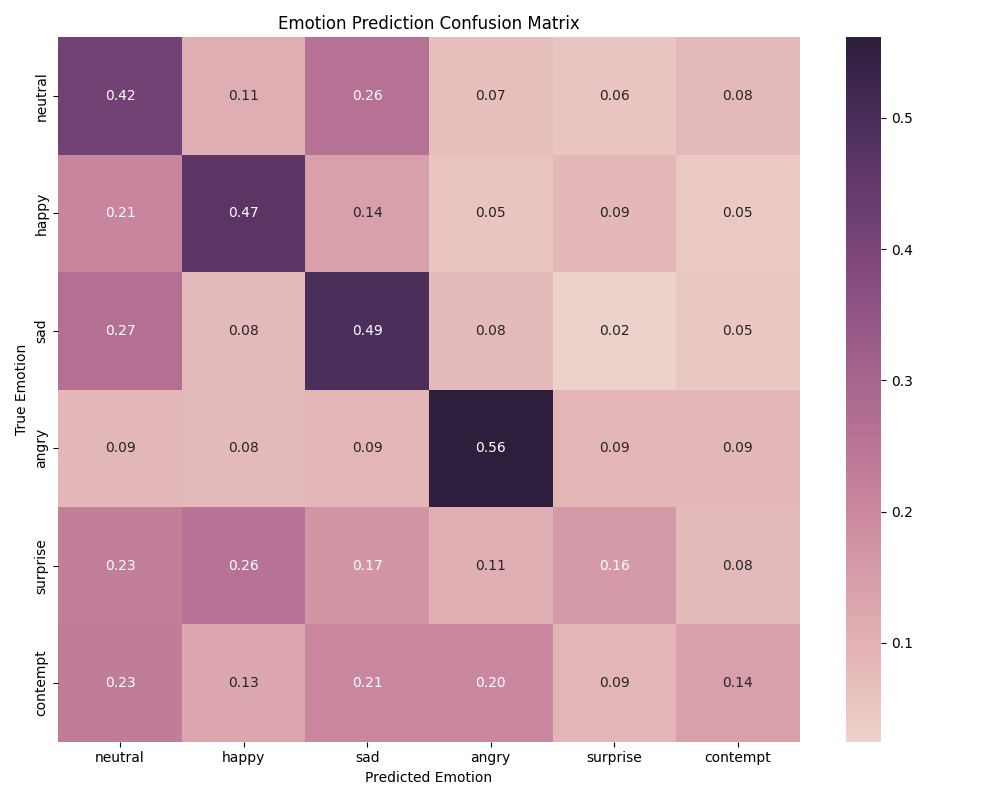 Emotion Prediction Confusion Matrix
neutral 0.42 0.11 0.26 0.07 0.06 0.08
happy 0.21 0.47 0.14 0.05 0.09 0.05
sad 0.27 0.08 0.49 0.08 0.02 0.05
angry 0.09 0.08 0.09 0.56 0.09 0.09
surprise 0.23 0.26 0.17 0.11 0.16 0.08
contempt 0.23 0.13 0.21 0.20 0.09 0.14
True Emotion
neutral happy sad angry surprise contempt
Predicted Emotion
0.5
0.4
0.3
0.2
0.1